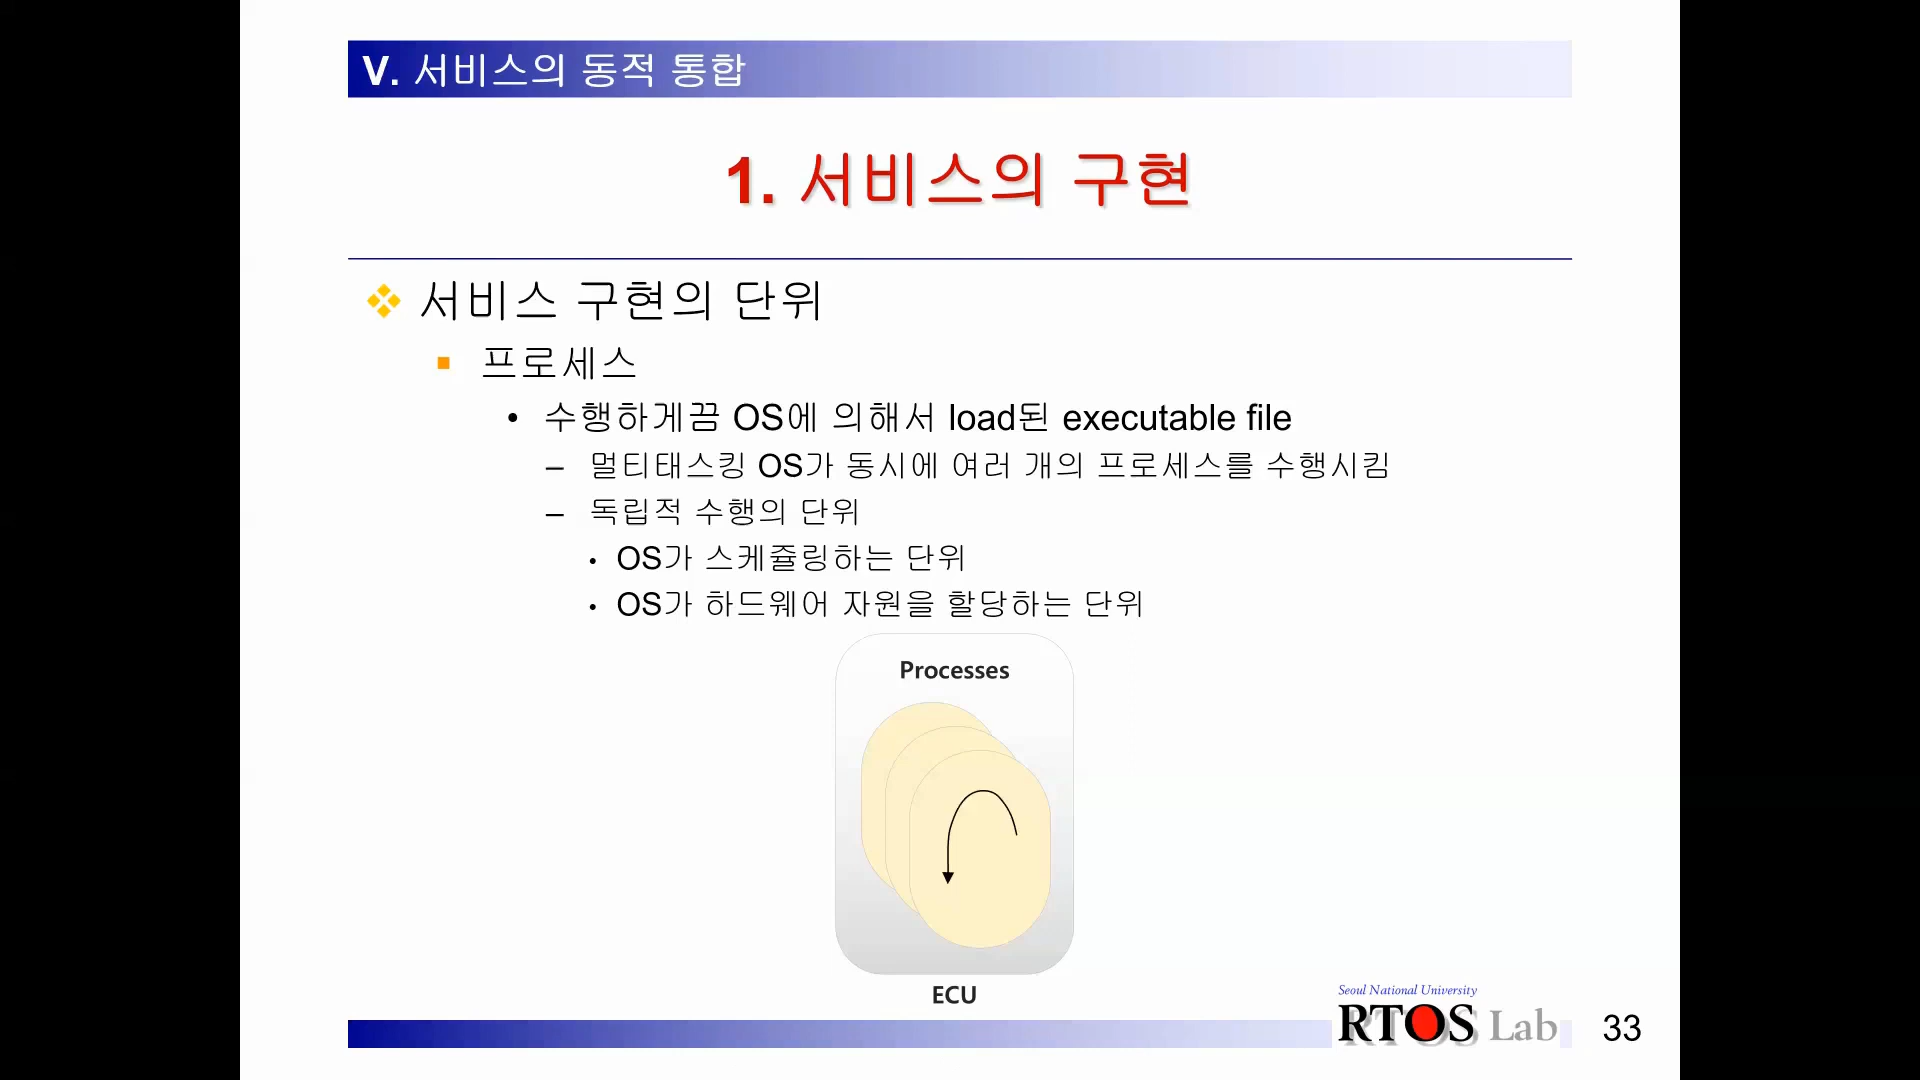 V. 서비스의 동적 통합
1. 서비스의 구현
서비스 구현의 단위
프로세스
• 수행하게끔 OS에 의해서 load된 executable file
– 멀티태스킹 OS가 동시에 여러 개의 프로세스를 수행시킴
– 독립적 수행의 단위
• OS가 스케쥴링하는 단위
• OS가 하드웨어 자원을 할당하는 단위
Processes
ECU
Seoul National University
RTOS Lab
33